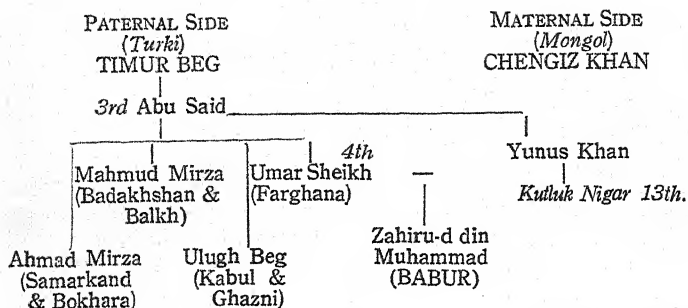 PATERNAL SIDE
(Turki)
TIMUR BEG
MATERNAL SIDE
(Mongol)
CHENGIZ KHAN
3rd Abu Said
4th
Mahmud Mirza
(Badakhshan &
Balkh)
Umar Sheikh
(Farghana)
Yunus Khan
Kutluk Nigar 13th.
Ahmad Mirza
(Samarkand
& Bokhara)
Ulugh Beg
(Kabul &
Ghazni)
Zahiru-d din
Muhammad
(BABUR)